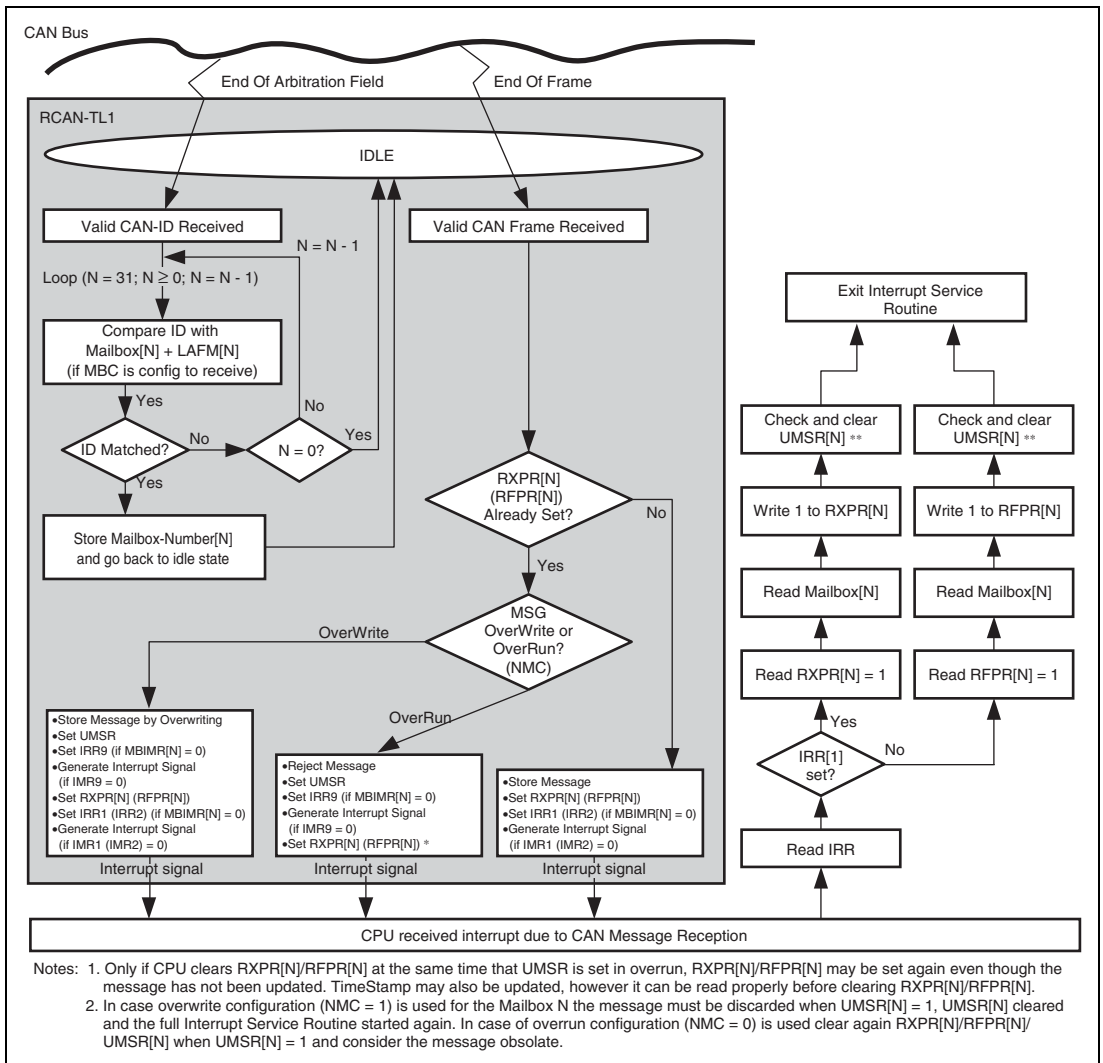 CAN Bus
End Of Arbitration Field
End Of Frame
RCAN-TL1
IDLE
Valid CAN-ID Received
Valid CAN Frame Received
N = N - 1
Loop (N = 31; N ≥ 0; N = N - 1)
Compare ID with
Mailbox[N] + LAFM[N]
(if MBC is config to receive)
Yes
No
ID Matched?
No
N = 0?
Yes
Yes
Store Mailbox-Number[N]
and go back to idle state
RXPR[N]
(RFPR[N])
Already Set?
No
Yes
MSG
OverWrite or
OverRun?
(NMC)
OverWrite
OverRun
•Store Message by Overwriting
•Set UMSR
•Set IRR9 (if MBIMR[N] = 0)
•Generate Interrupt Signal
(if IMR9 = 0)
•Set RXPR[N] (RFPR[N])
•Set IRR1 (IRR2) (if MBIMR[N] = 0)
•Generate Interrupt Signal
(if IMR1 (IMR2) = 0)
•Reject Message
•Set UMSR
•Set IRR9 (if MBIMR[N] = 0)
•Generate Interrupt Signal
(if IMR9 = 0)
•Set RXPR[N] (RFPR[N]) *
•Store Message
•Set RXPR[N] (RFPR[N])
•Set IRR1 (IRR2) (if MBIMR[N] = 0)
•Generate Interrupt Signal
(if IMR1 (IMR2) = 0)
Interrupt signal
Interrupt signal
Interrupt signal
Exit Interrupt Service
Routine
Check and clear
UMSR[N] **
Check and clear
UMSR[N] **
Write 1 to RXPR[N]
Write 1 to RFPR[N]
Read Mailbox[N]
Read Mailbox[N]
Read RXPR[N] = 1
Read RFPR[N] = 1
Yes
IRR[1]
set?
No
Read IRR
CPU received interrupt due to CAN Message Reception
Notes: 1. Only if CPU clears RXPR[N]/RFPR[N] at the same time that UMSR is set in overrun, RXPR[N]/RFPR[N] may be set again even though the
message has not been updated. TimeStamp may also be updated, however it can be read properly before clearing RXPR[N]/RFPR[N].
2. In case overwrite configuration (NMC = 1) is used for the Mailbox N the message must be discarded when UMSR[N] = 1, UMSR[N] cleared
and the full Interrupt Service Routine started again. In case of overrun configuration (NMC = 0) is used clear again RXPR[N]/RFPR[N]/
UMSR[N] when UMSR[N] = 1 and consider the message obsolate.